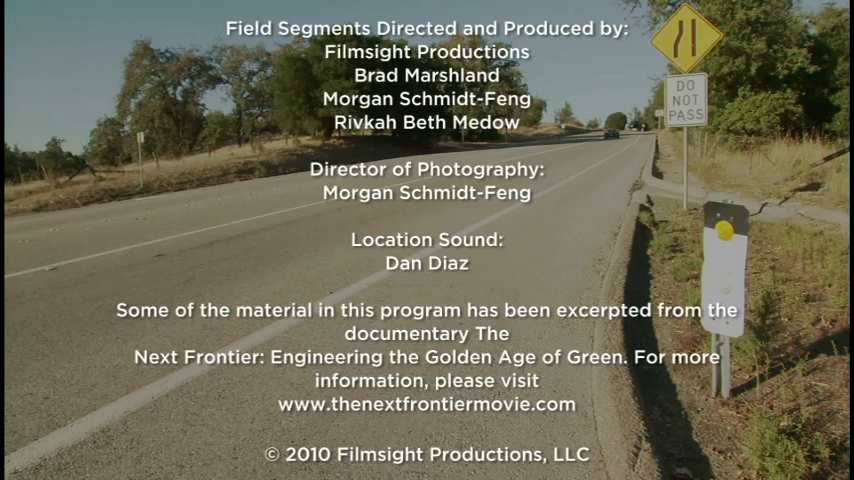 Field Segments Directed and Produced by:
Filmsight Productions
Brad Marshland
Morgan Schmidt-Feng
Rivkah Beth Medow
Director of Photography:
Morgan Schmidt-Feng
Location Sound:
Dan Diaz
Some of the material in this program has been excerpted from the
documentary The
Next Frontier: Engineering the Golden Age of Green. For more
information, please visit
www.thenextfrontiermovie.com
© 2010 Filmsight Productions, LLC
DO
NOT
PASS